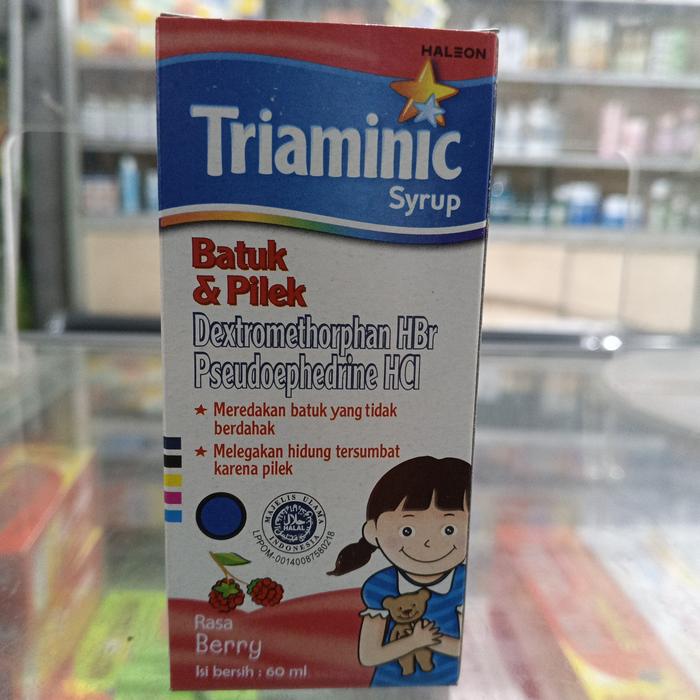 HALEON
Triaminic
Syrup
Batuk
& Pilek
Dextromethorphan HBr
Pseudoephedrine HCl
★ Meredakan batuk yang tidak
berdahak
★ Melegakan hidung tersumbat
karena pilek
MAJELIS ULAMA
حلال
HALAL
INDONESIA
LPPOM-00140087580218
Rasa
Berry
Isi bersih : 60 ml